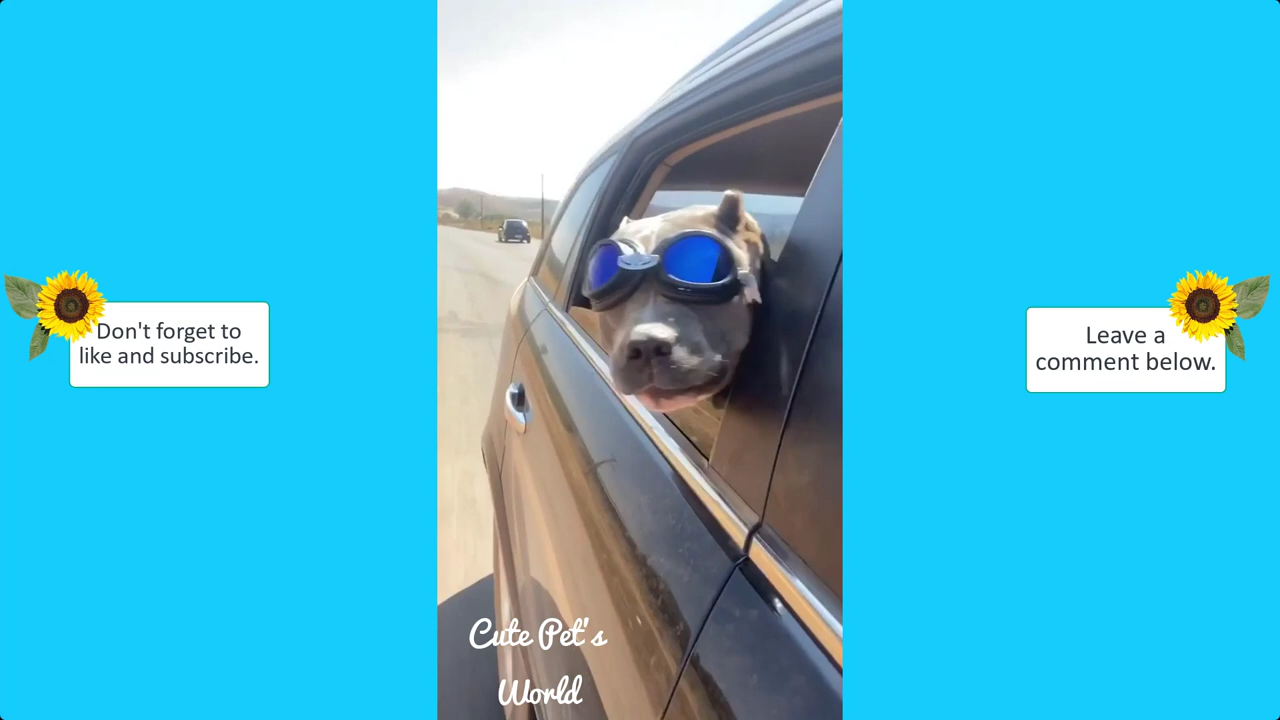 Don't forget to
like and subscribe.
Leave a
comment below.
Cute Pet's
World